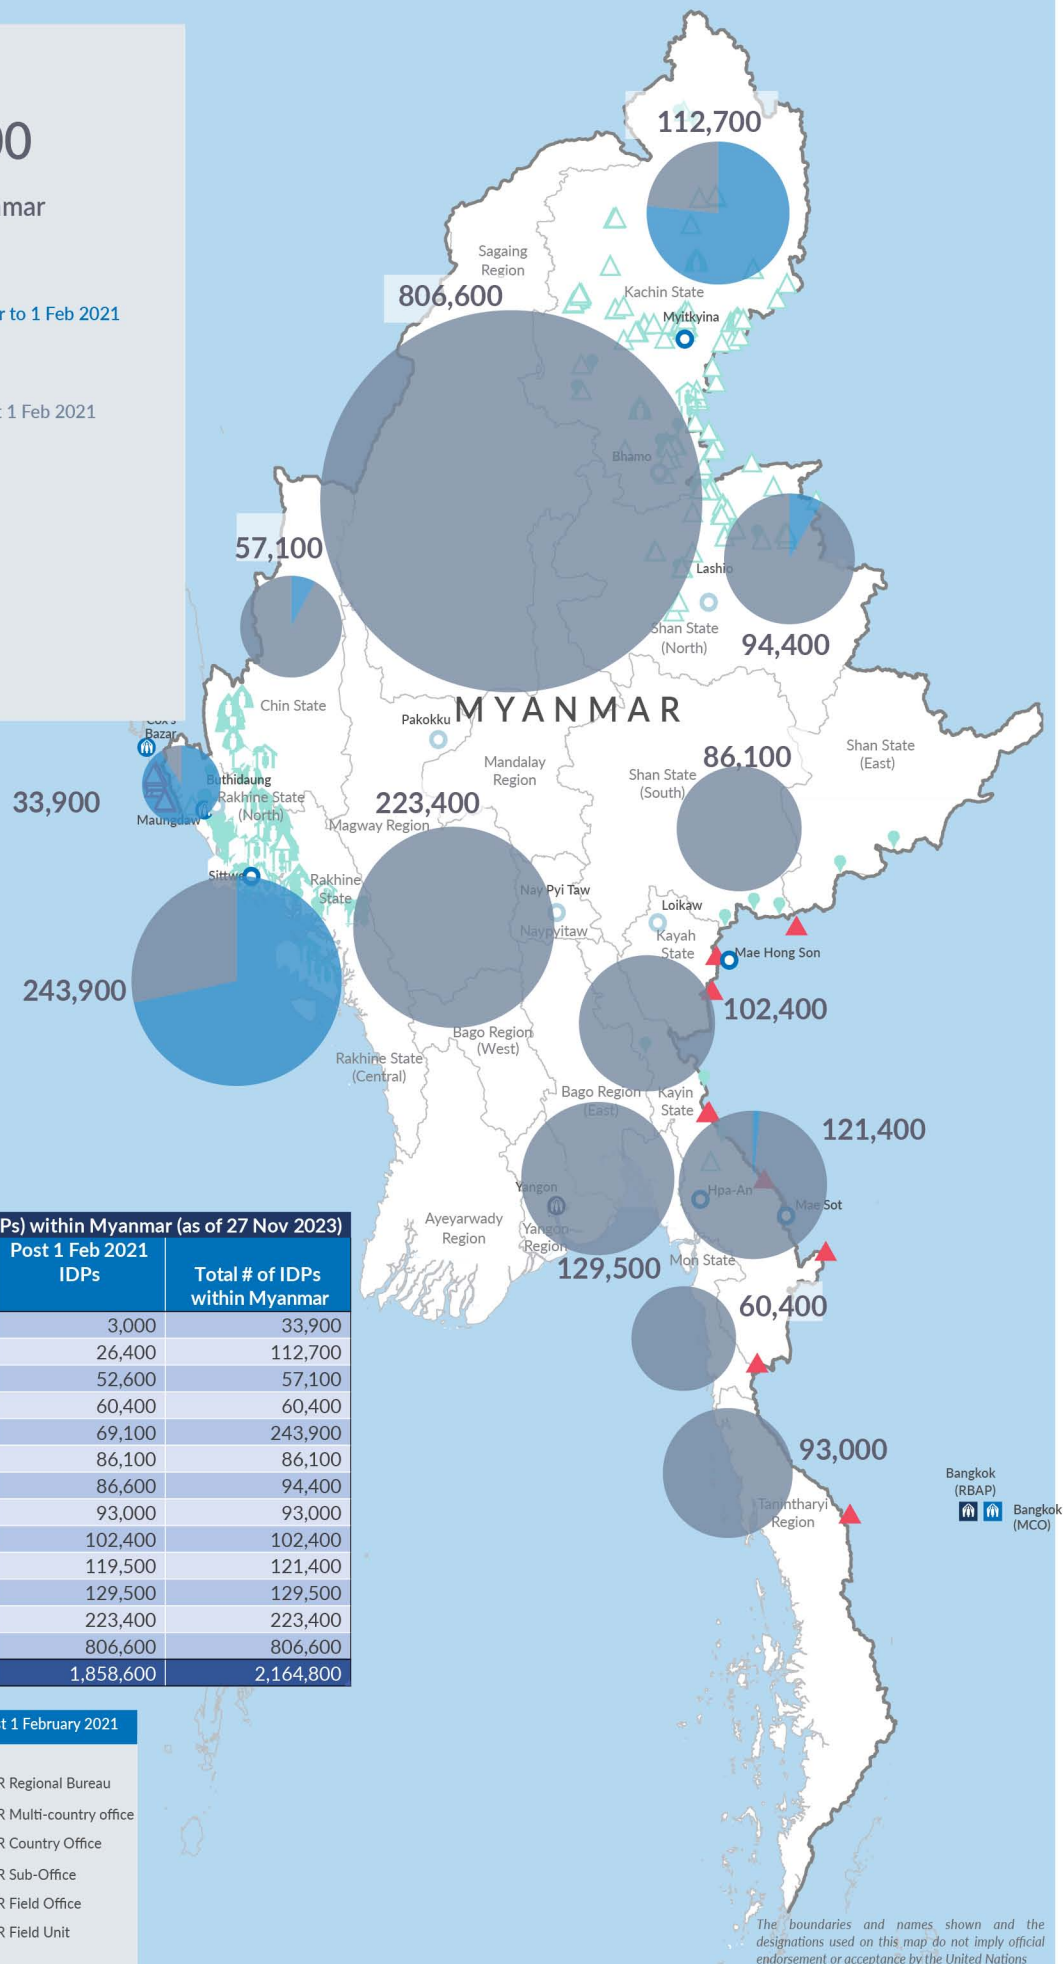 00
mar
r to 1 Feb 2021
t 1 Feb 2021
112,700
Sagaing
Region
806,600
Kachin State
Myitkyina
Bhamo
57,100
Lashio
Shan State
(North)
94,400
Chin State
MYANMAR
Pakokku
Cox's
Bazar
Mandalay
Region
86,100
Shan State
(South)
Shan State
(East)
33,900
Buthidaung
Rakhine State
(North)
Maungdaw
223,400
Magway Region
Sittwe
Rakhine
State
Nay Pyi Taw
Naypyitaw
Loikaw
Kayah
State
Mae Hong Son
243,900
102,400
Bago Region
(West)
Rakhine State
(Central)
Bago Region
(East)
Kayin
State
121,400
Yangon
Hpa-An
Mae Sot
Ayeyarwady
Region
Yangon
Region
129,500
Mon State
60,400
93,000
Tanintharyi
Region
Bangkok
(RBAP)
Bangkok
(MCO)
Ps) within Myanmar (as of 27 Nov 2023)
Post 1 Feb 2021
IDPs
Total # of IDPs
within Myanmar
3,000 33,900
26,400 112,700
52,600 57,100
60,400 60,400
69,100 243,900
86,100 86,100
86,600 94,400
93,000 93,000
102,400 102,400
119,500 121,400
129,500 129,500
223,400 223,400
806,600 806,600
1,858,600 2,164,800
st 1 February 2021
R Regional Bureau
R Multi-country office
R Country Office
R Sub-Office
R Field Office
R Field Unit
The boundaries and names shown and the
designations used on this map do not imply official
endorsement or acceptance by the United Nations